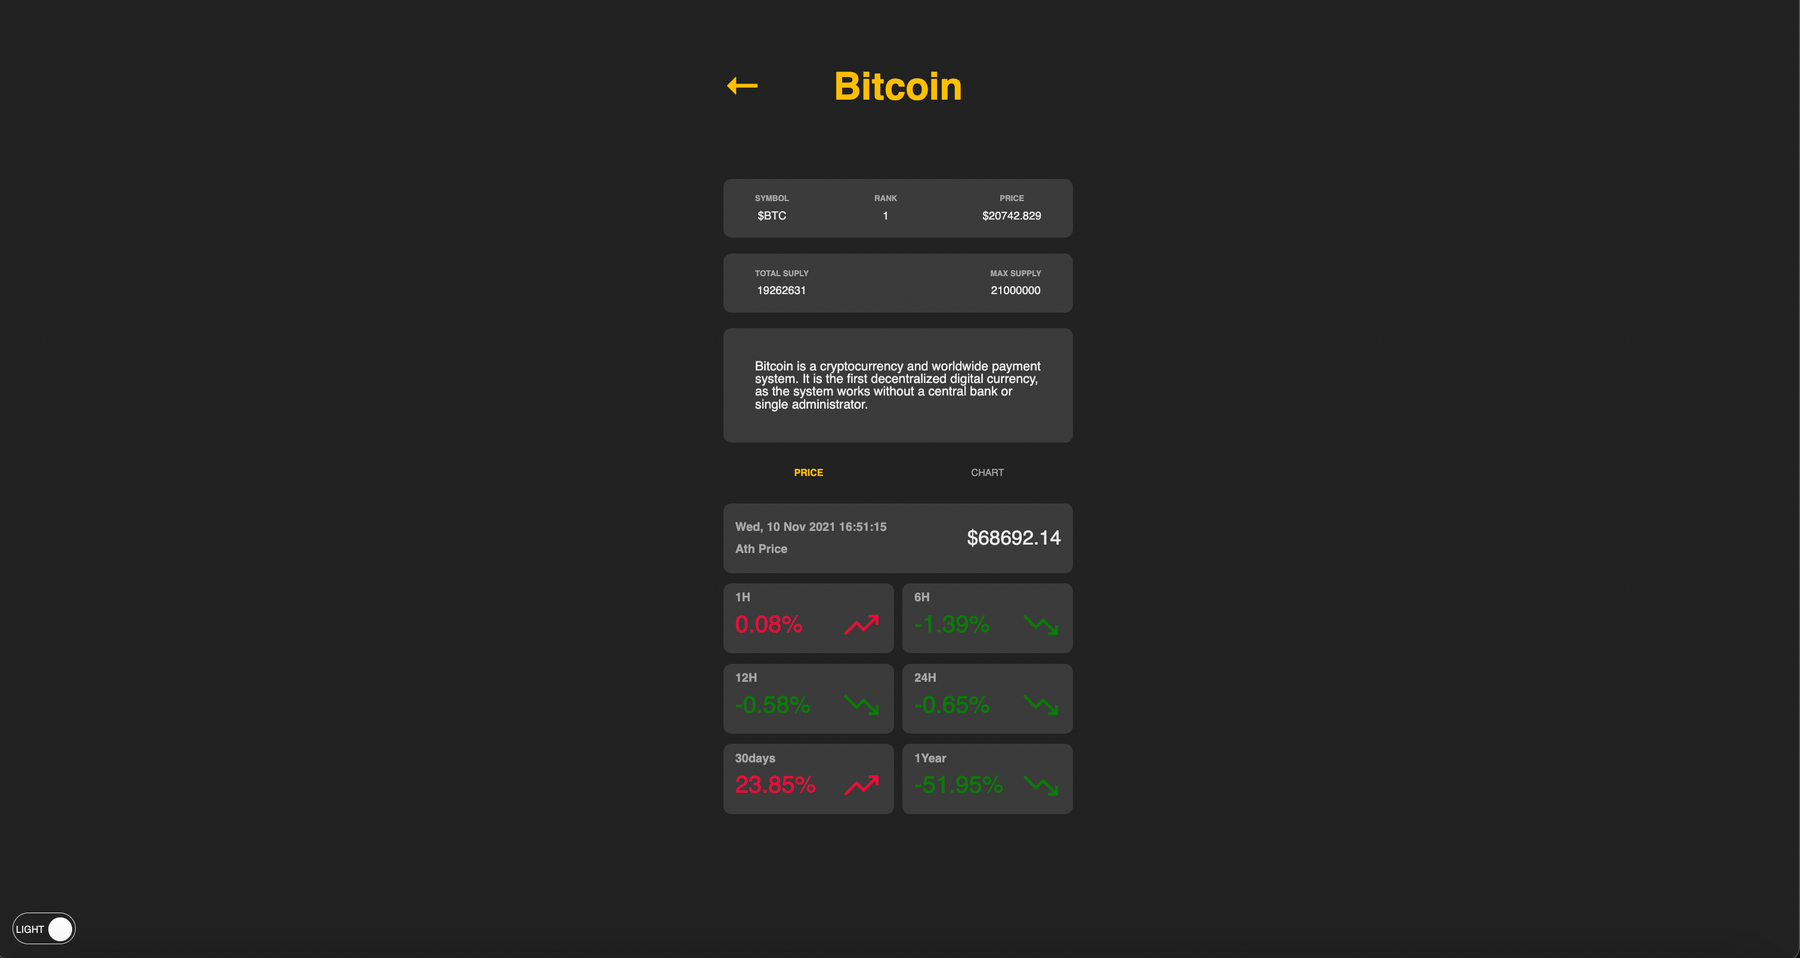 Bitcoin
SYMBOL RANK PRICE
$BTC 1 $20742.829
TOTAL SUPLY MAX SUPPLY
19262631 21000000
Bitcoin is a cryptocurrency and worldwide payment
system. It is the first decentralized digital currency,
as the system works without a central bank or
single administrator.
PRICE CHART
Wed, 10 Nov 2021 16:51:15
Ath Price
$68692.14
1H
0.08%
6H
-1.39%
12H
-0.58%
24H
-0.65%
30days
23.85%
1Year
-51.95%
LIGHT